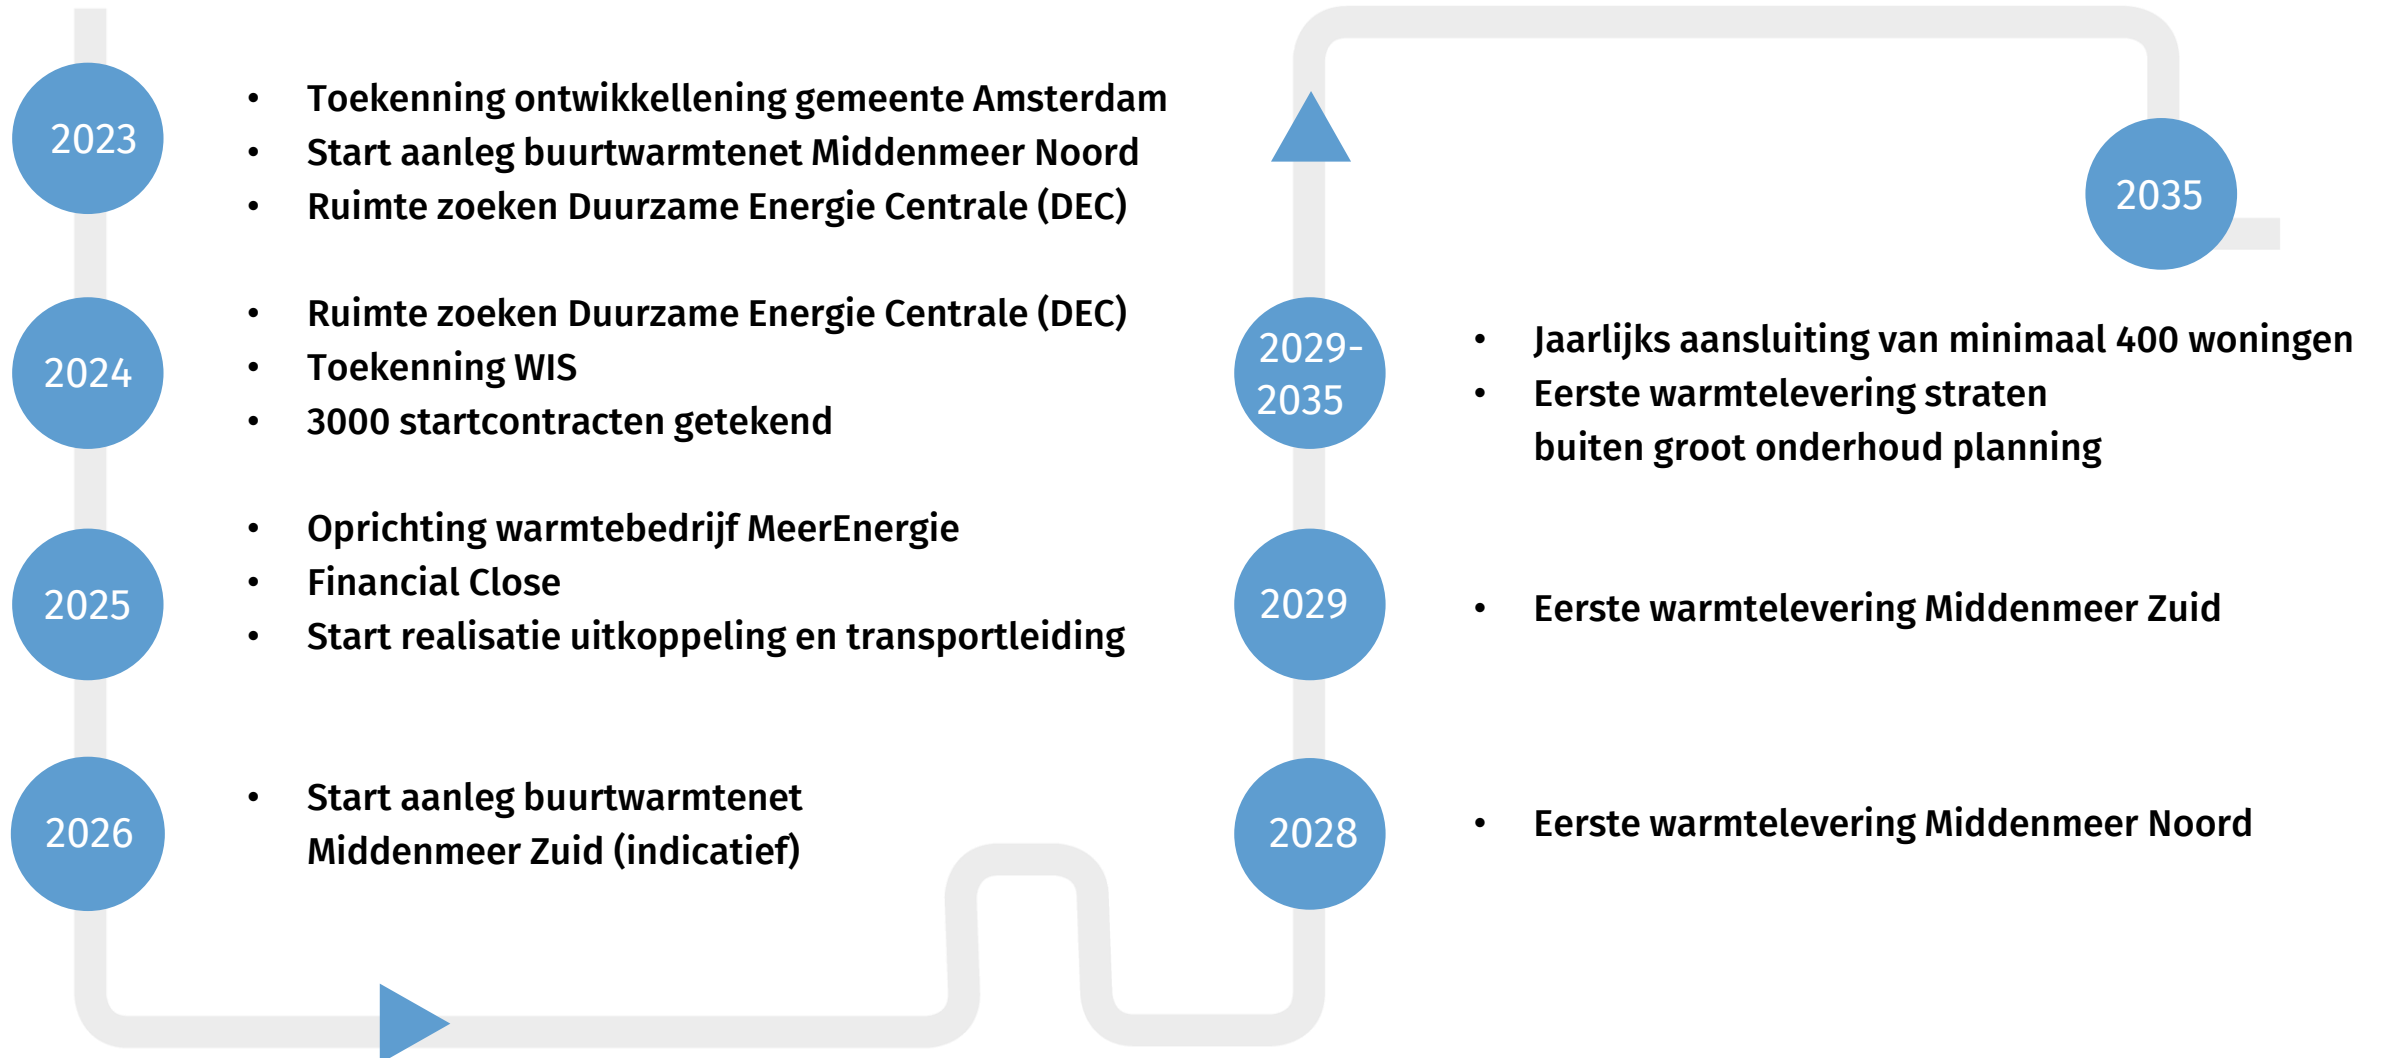 2023
• Toekenning ontwikkellening gemeente Amsterdam
• Start aanleg buurtwarmtenet Middenmeer Noord
• Ruimte zoeken Duurzame Energie Centrale (DEC)
2024
• Ruimte zoeken Duurzame Energie Centrale (DEC)
• Toekenning WIS
• 3000 startcontracten getekend
2025
• Oprichting warmtebedrijf MeerEnergie
• Financial Close
• Start realisatie uitkoppeling en transportleiding
2026
• Start aanleg buurtwarmtenet
Middenmeer Zuid (indicatief)
2028
• Eerste warmtelevering Middenmeer Noord
2029
• Eerste warmtelevering Middenmeer Zuid
2029-
2035
• Jaarlijks aansluiting van minimaal 400 woningen
• Eerste warmtelevering straten
buiten groot onderhoud planning
2035